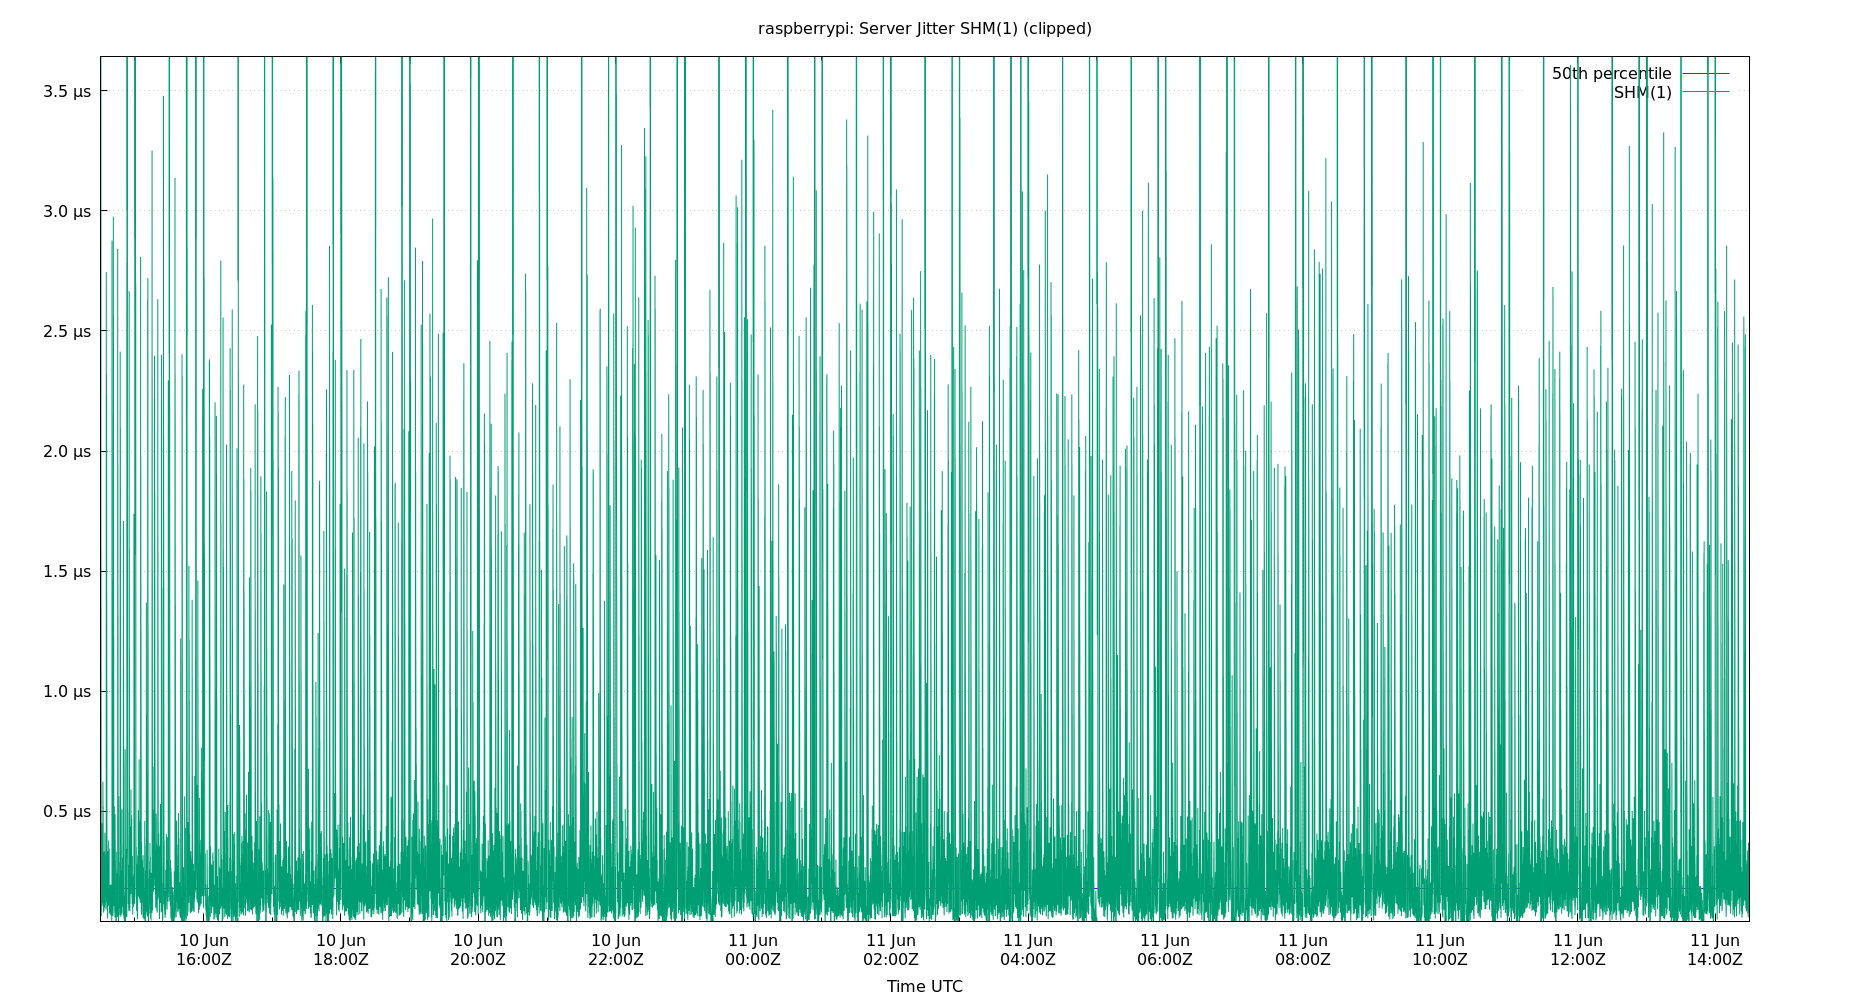 raspberrypi: Server Jitter SHM(1) (clipped)
50th percentile
SHM(1)
3.5 µs
3.0 µs
2.5 µs
2.0 µs
1.5 µs
1.0 µs
0.5 µs
10 Jun 10 Jun 10 Jun 10 Jun 11 Jun 11 Jun 11 Jun 11 Jun 11 Jun 11 Jun 11 Jun 11 Jun
16:00Z 18:00Z 20:00Z 22:00Z 00:00Z 02:00Z 04:00Z 06:00Z 08:00Z 10:00Z 12:00Z 14:00Z
Time UTC